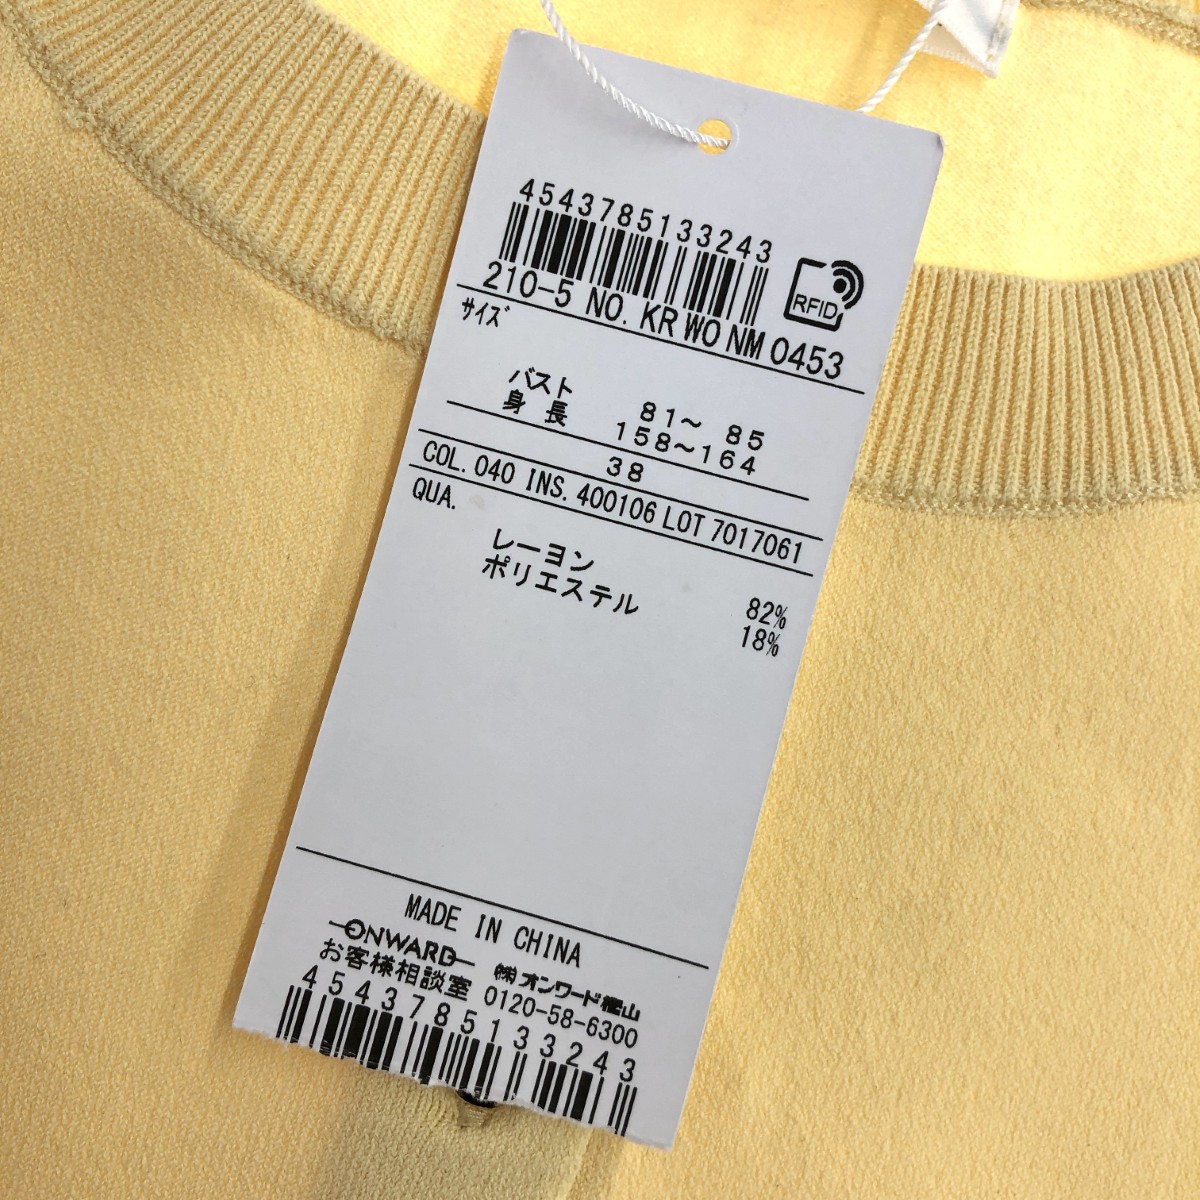 4543785133243
210-5 NO. KR WO NM 0453
RFID
サイズ
バスト 81〜 85
身長 158〜164
38
COL. 040 INS. 400106 LOT 7017061
QUA.
レーヨン 82%
ポリエステル 18%
MADE IN CHINA
ONWARD ㈱オンワード樫山
お客様相談室 0120-58-6300
4543785133243